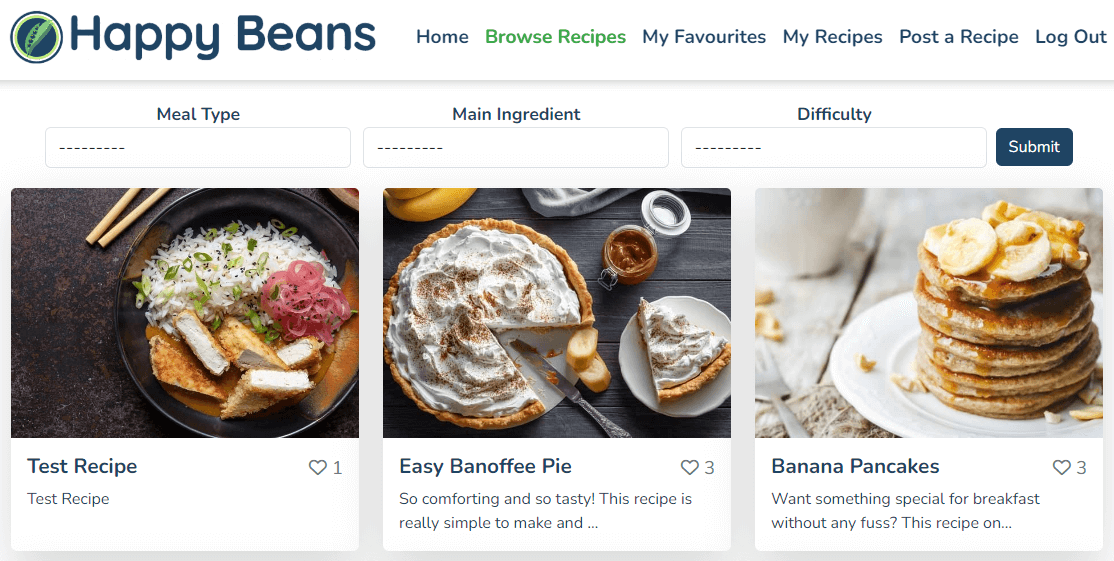 Happy Beans
Home Browse Recipes My Favourites My Recipes Post a Recipe Log Out
Meal Type Main Ingredient Difficulty
--------- --------- --------- Submit
Test Recipe 1
Test Recipe
Easy Banoffee Pie 3
So comforting and so tasty! This recipe is
really simple to make and ...
Banana Pancakes 3
Want something special for breakfast
without any fuss? This recipe on...